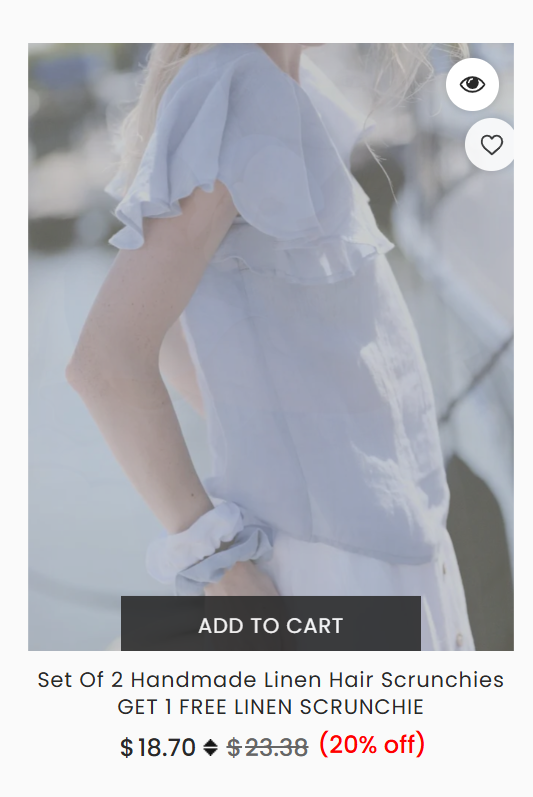 ADD TO CART
Set Of 2 Handmade Linen Hair Scrunchies
GET 1 FREE LINEN SCRUNCHIE
$18.70 $23.38 (20% off)